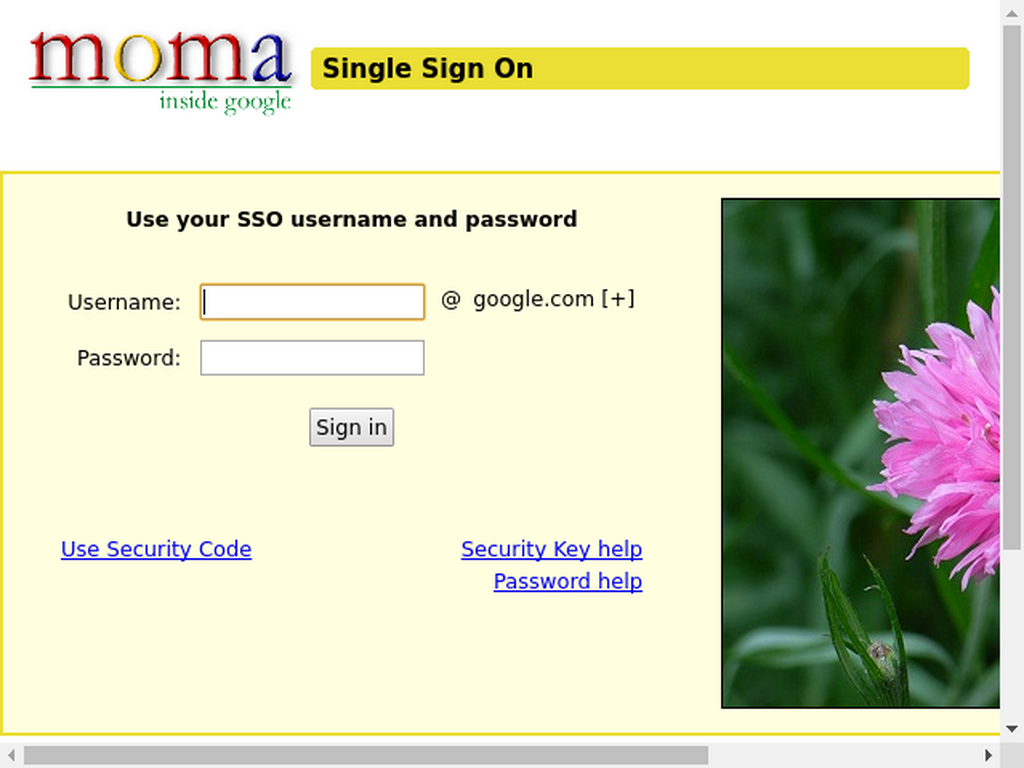 moma
inside google
Single Sign On
Use your SSO username and password
Username: @ google.com [+]
Password:
Sign in
Use Security Code Security Key help
Password help